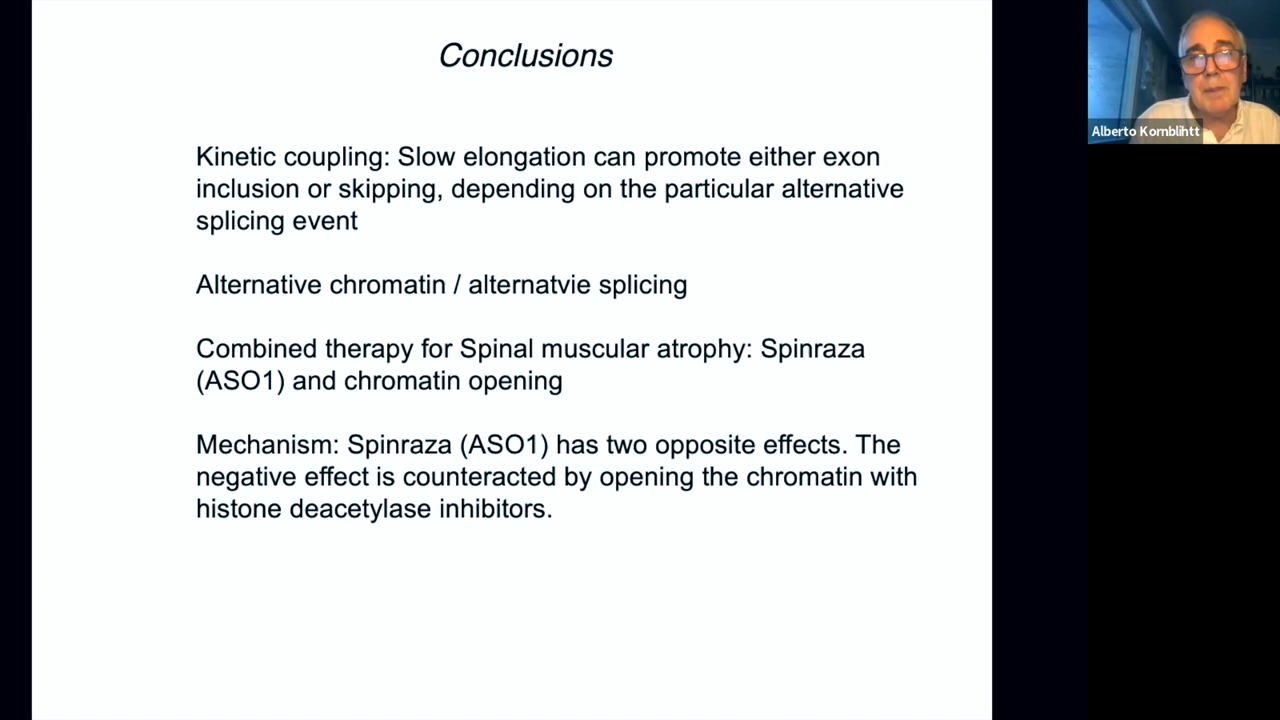 Conclusions
Kinetic coupling: Slow elongation can promote either exon
inclusion or skipping, depending on the particular alternative
splicing event
Alternative chromatin / alternatvie splicing
Combined therapy for Spinal muscular atrophy: Spinraza
(ASO1) and chromatin opening
Mechanism: Spinraza (ASO1) has two opposite effects. The
negative effect is counteracted by opening the chromatin with
histone deacetylase inhibitors.
Alberto Kornblihtt